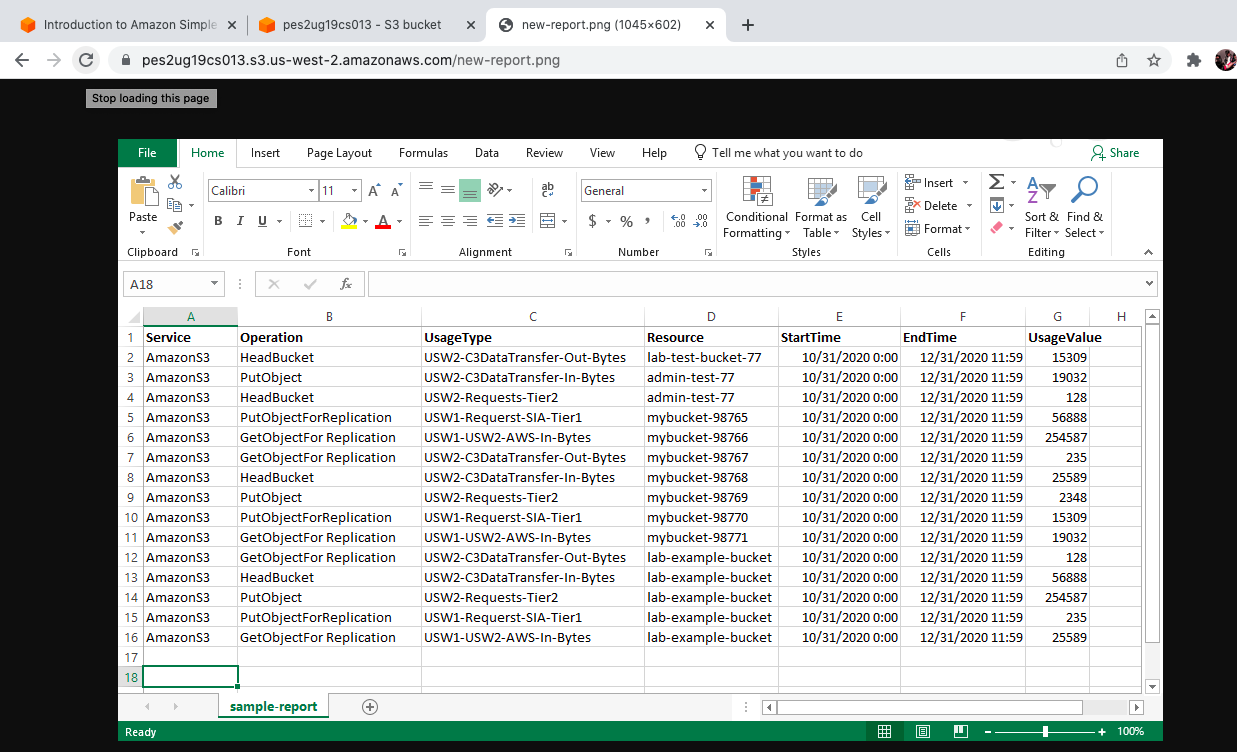 Introduction to Amazon Simple
pes2ug19cs013 - S3 bucket
new-report.png (1045×602)
pes2ug19cs013.s3.us-west-2.amazonaws.com/new-report.png
Stop loading this page
File Home Insert Page Layout Formulas Data Review View Help Tell me what you want to do Share
Calibri 11 A A ab General Insert Σ A
Paste B I U A $ % Conditional Format as Cell Delete Z Sort & Find &
Formatting Table Styles Format Filter Select
Clipboard Font Alignment Number Styles Cells Editing
A18 fx
A B C D E F G H
1 Service Operation UsageType Resource StartTime EndTime UsageValue
2 AmazonS3 HeadBucket USW2-C3DataTransfer-Out-Bytes lab-test-bucket-77 10/31/2020 0:00 12/31/2020 11:59 15309
3 AmazonS3 PutObject USW2-C3DataTransfer-In-Bytes admin-test-77 10/31/2020 0:00 12/31/2020 11:59 19032
4 AmazonS3 HeadBucket USW2-Requests-Tier2 admin-test-77 10/31/2020 0:00 12/31/2020 11:59 128
5 AmazonS3 PutObjectForReplication USW1-Requerst-SIA-Tier1 mybucket-98765 10/31/2020 0:00 12/31/2020 11:59 56888
6 AmazonS3 GetObjectFor Replication USW1-USW2-AWS-In-Bytes mybucket-98766 10/31/2020 0:00 12/31/2020 11:59 254587
7 AmazonS3 GetObjectFor Replication USW2-C3DataTransfer-Out-Bytes mybucket-98767 10/31/2020 0:00 12/31/2020 11:59 235
8 AmazonS3 HeadBucket USW2-C3DataTransfer-In-Bytes mybucket-98768 10/31/2020 0:00 12/31/2020 11:59 25589
9 AmazonS3 PutObject USW2-Requests-Tier2 mybucket-98769 10/31/2020 0:00 12/31/2020 11:59 2348
10 AmazonS3 PutObjectForReplication USW1-Requerst-SIA-Tier1 mybucket-98770 10/31/2020 0:00 12/31/2020 11:59 15309
11 AmazonS3 GetObjectFor Replication USW1-USW2-AWS-In-Bytes mybucket-98771 10/31/2020 0:00 12/31/2020 11:59 19032
12 AmazonS3 GetObjectFor Replication USW2-C3DataTransfer-Out-Bytes lab-example-bucket 10/31/2020 0:00 12/31/2020 11:59 128
13 AmazonS3 HeadBucket USW2-C3DataTransfer-In-Bytes lab-example-bucket 10/31/2020 0:00 12/31/2020 11:59 56888
14 AmazonS3 PutObject USW2-Requests-Tier2 lab-example-bucket 10/31/2020 0:00 12/31/2020 11:59 254587
15 AmazonS3 PutObjectForReplication USW1-Requerst-SIA-Tier1 lab-example-bucket 10/31/2020 0:00 12/31/2020 11:59 235
16 AmazonS3 GetObjectFor Replication USW1-USW2-AWS-In-Bytes lab-example-bucket 10/31/2020 0:00 12/31/2020 11:59 25589
17
18
sample-report
Ready 100%